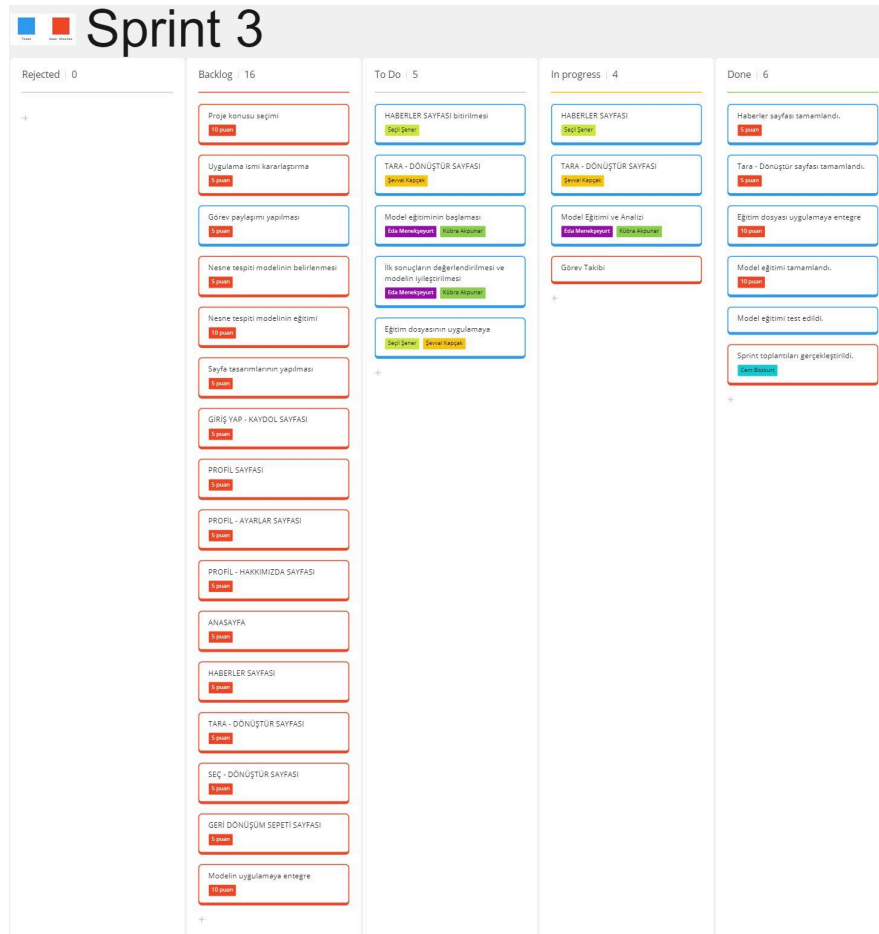 Sprint 3
Rejected | 0
Backlog | 16
Proje konusu seçimi
10 puan
Uygulama ismi kararlaştırma
5 puan
Görev paylaşımı yapılması
5 puan
Nesne tespiti modelinin belirlenmesi
5 puan
Nesne tespiti modelinin eğitimi
10 puan
Sayfa tasarımlarının yapılması
5 puan
GİRİŞ YAP - KAYDOL SAYFASI
5 puan
PROFİL SAYFASI
5 puan
PROFİL - AYARLAR SAYFASI
5 puan
PROFİL - HAKKIMIZDA SAYFASI
5 puan
ANASAYFA
5 puan
HABERLER SAYFASI
5 puan
TARA - DÖNÜŞTÜR SAYFASI
5 puan
SEÇ - DÖNÜŞTÜR SAYFASI
5 puan
GERİ DÖNÜŞÜM SEPETİ SAYFASI
5 puan
Modelin uygulamaya entegre
10 puan
To Do | 5
HABERLER SAYFASI bitirilmesi
Seçil Şener
TARA - DÖNÜŞTÜR SAYFASI
Şevval Kapçak
Model eğitiminin başlaması
Eda Menekşeyurt Kübra Akpunar
İlk sonuçların değerlendirilmesi ve
modelin iyileştirilmesi
Eda Menekşeyurt Kübra Akpunar
Eğitim dosyasının uygulamaya
Seçil Şener Şevval Kapçak
In progress | 4
HABERLER SAYFASI
Seçil Şener
TARA - DÖNÜŞTÜR SAYFASI
Şevval Kapçak
Model Eğitimi ve Analizi
Eda Menekşeyurt Kübra Akpunar
Görev Takibi
Done | 6
Haberler sayfası tamamlandı.
5 puan
Tara - Dönüştür sayfası tamamlandı.
5 puan
Eğitim dosyası uygulamaya entegre
10 puan
Model eğitimi tamamlandı.
10 puan
Model eğitimi test edildi.
Sprint toplantıları gerçekleştirildi.
Cem Bozkurt